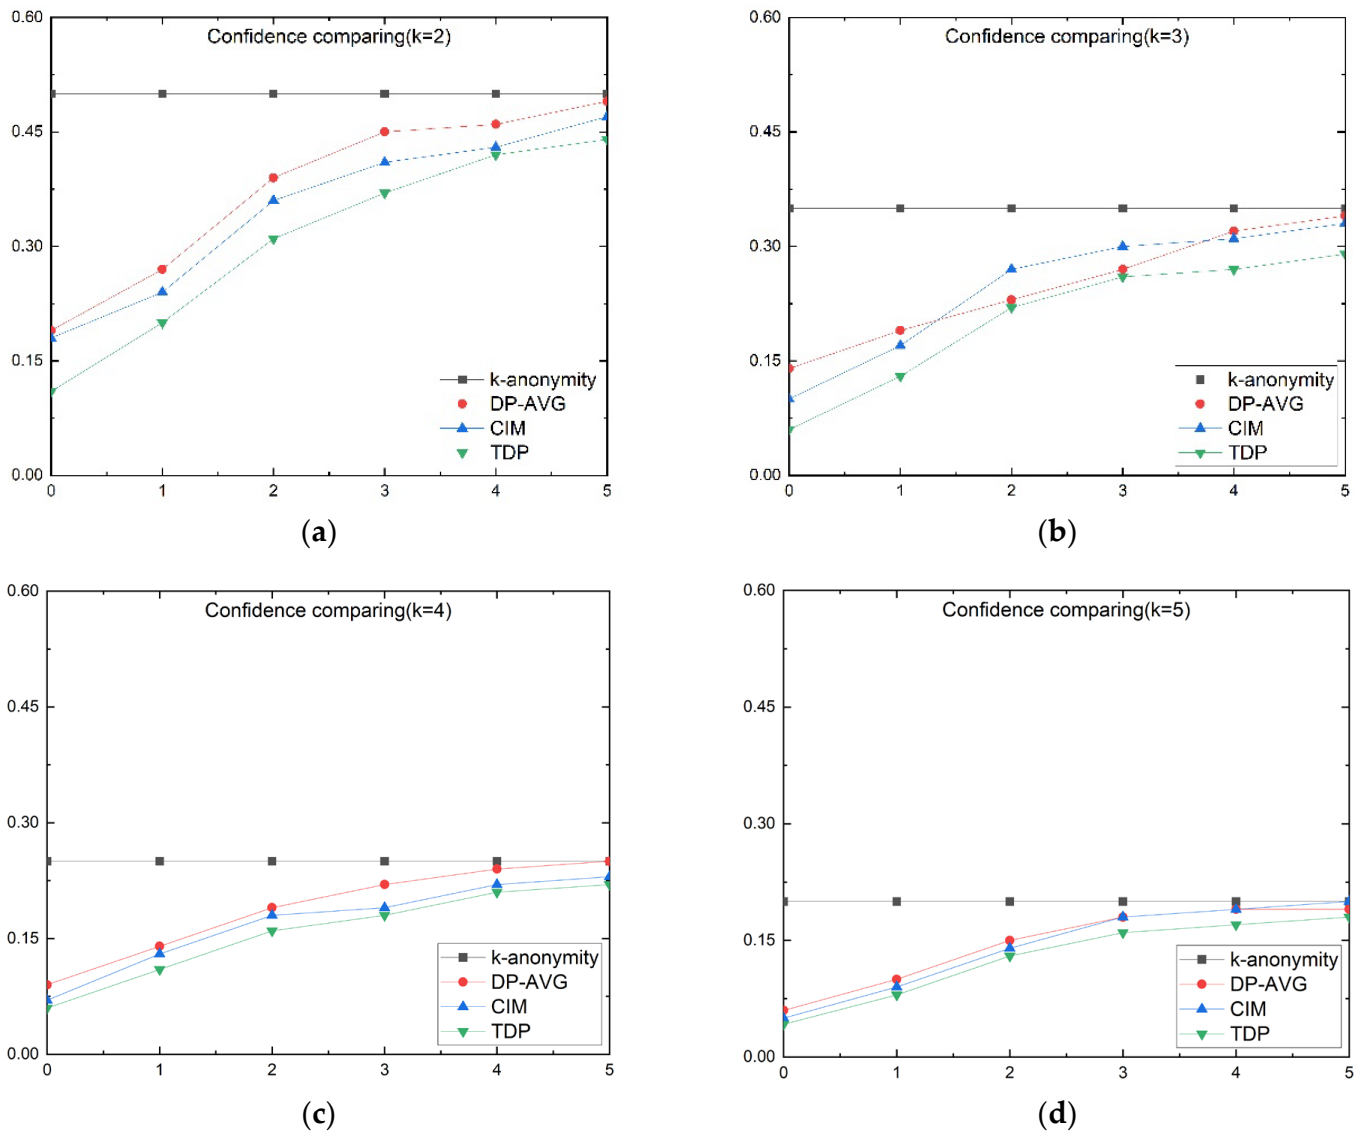 Confidence comparing(k=2)
0.60
0.45
0.30
0.15
0.00
k-anonymity
DP-AVG
CIM
TDP
0 1 2 3 4 5
(a)
Confidence comparing(k=3)
0.60
0.45
0.30
0.15
0.00
k-anonymity
DP-AVG
CIM
TDP
0 1 2 3 4 5
(b)
Confidence comparing(k=4)
0.60
0.45
0.30
0.15
0.00
k-anonymity
DP-AVG
CIM
TDP
0 1 2 3 4 5
(c)
Confidence comparing(k=5)
0.60
0.45
0.30
0.15
0.00
k-anonymity
DP-AVG
CIM
TDP
0 1 2 3 4 5
(d)